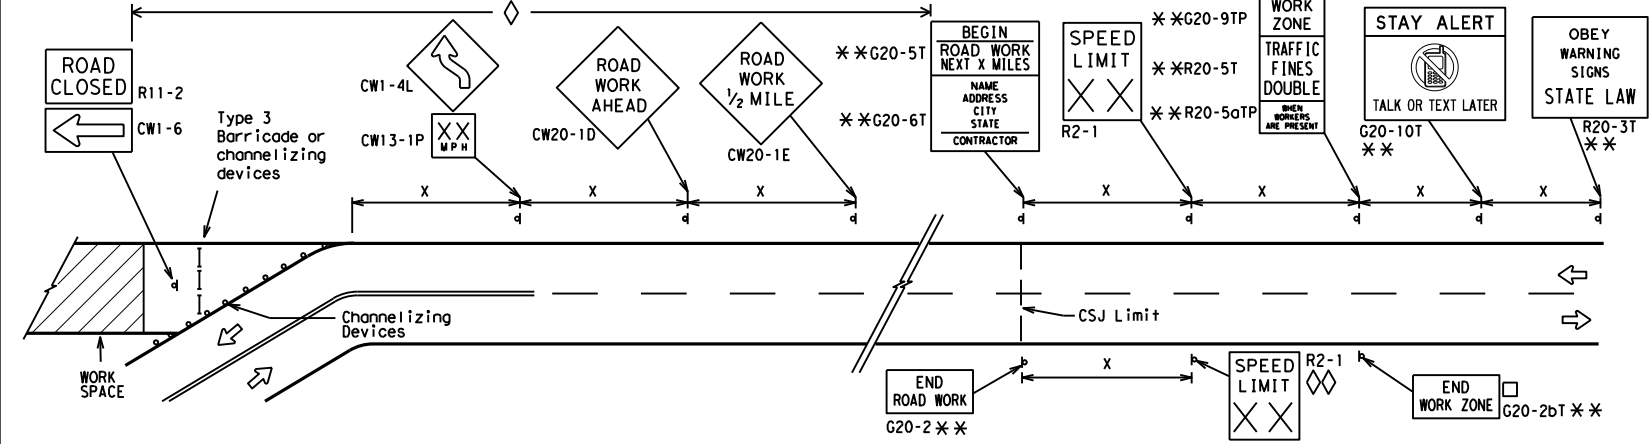 ROAD
CLOSED
R11-2
CW1-6
Type 3
Barricade or
channelizing
devices
CW1-4L
XX
MPH
CW13-1P
ROAD
WORK
AHEAD
CW20-1D
ROAD
WORK
1/2 MILE
CW20-1E
**G20-5T
BEGIN
ROAD WORK
NEXT X MILES
**G20-6T
NAME
ADDRESS
CITY
STATE
CONTRACTOR
SPEED
LIMIT
XX
R2-1
**G20-9TP
WORK
ZONE
**R20-5T
TRAFFIC
FINES
DOUBLE
**R20-5aTP
WHEN
WORKERS
ARE PRESENT
STAY ALERT
TALK OR TEXT LATER
G20-10T
**
OBEY
WARNING
SIGNS
STATE LAW
R20-3T
**
X
X
X
X
X
X
X
Channelizing
Devices
CSJ Limit
WORK
SPACE
END
ROAD WORK
G20-2**
X
SPEED
LIMIT
XX
R2-1
END
WORK ZONE
G20-2bT **